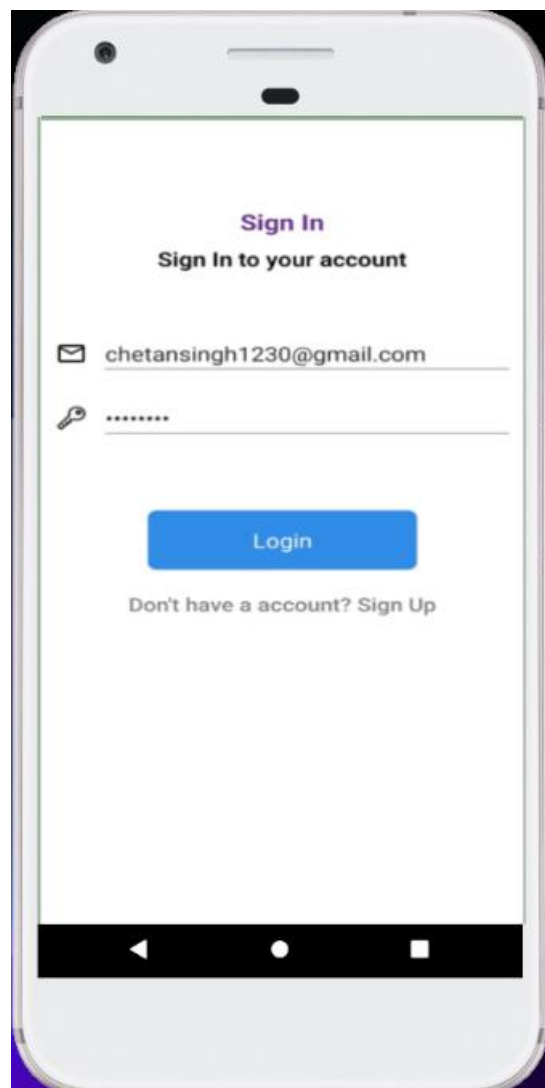 Sign In
Sign In to your account
chetansingh1230@gmail.com
••••••••
Login
Don't have a account? Sign Up